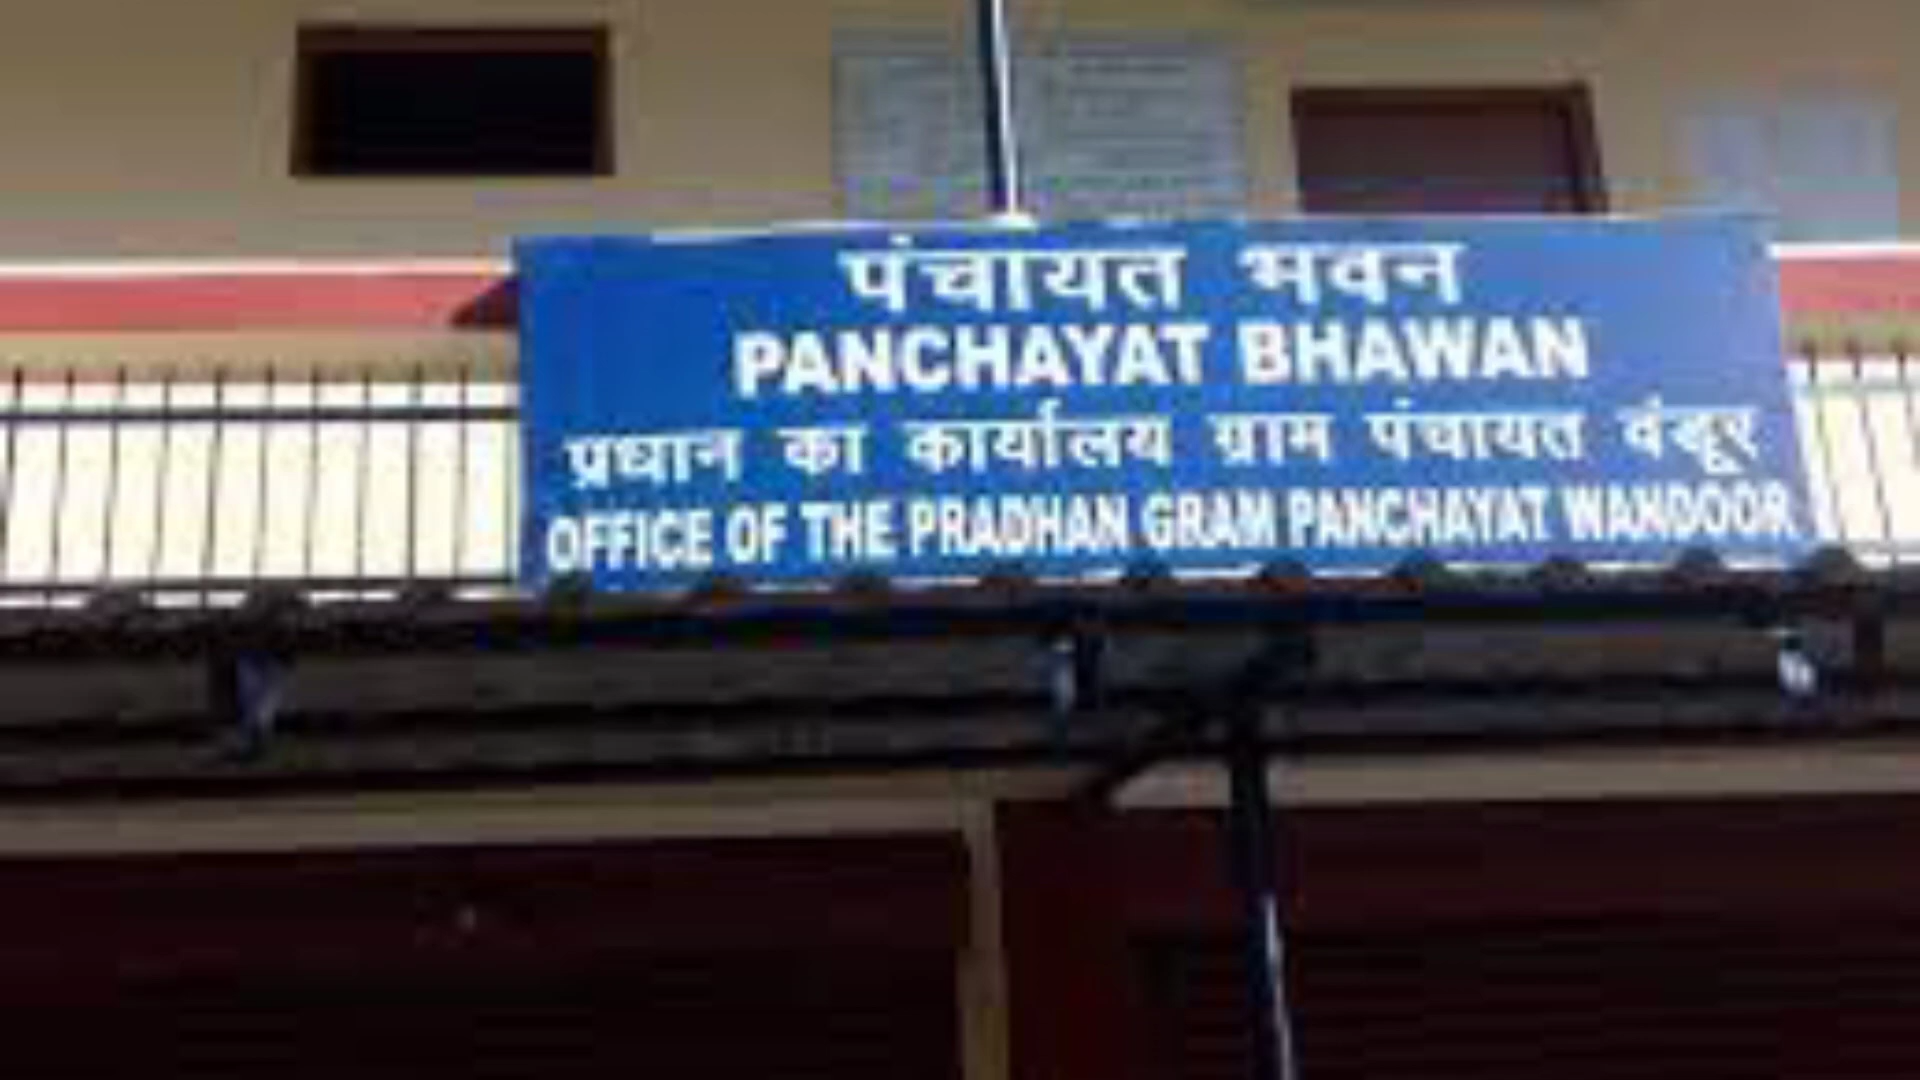 पंचायत भवन
PANCHAYAT BHAWAN
प्रधान का कार्यालय ग्राम पंचायत वंडूर
OFFICE OF THE PRADHAN GRAM PANCHAYAT WANDOOR